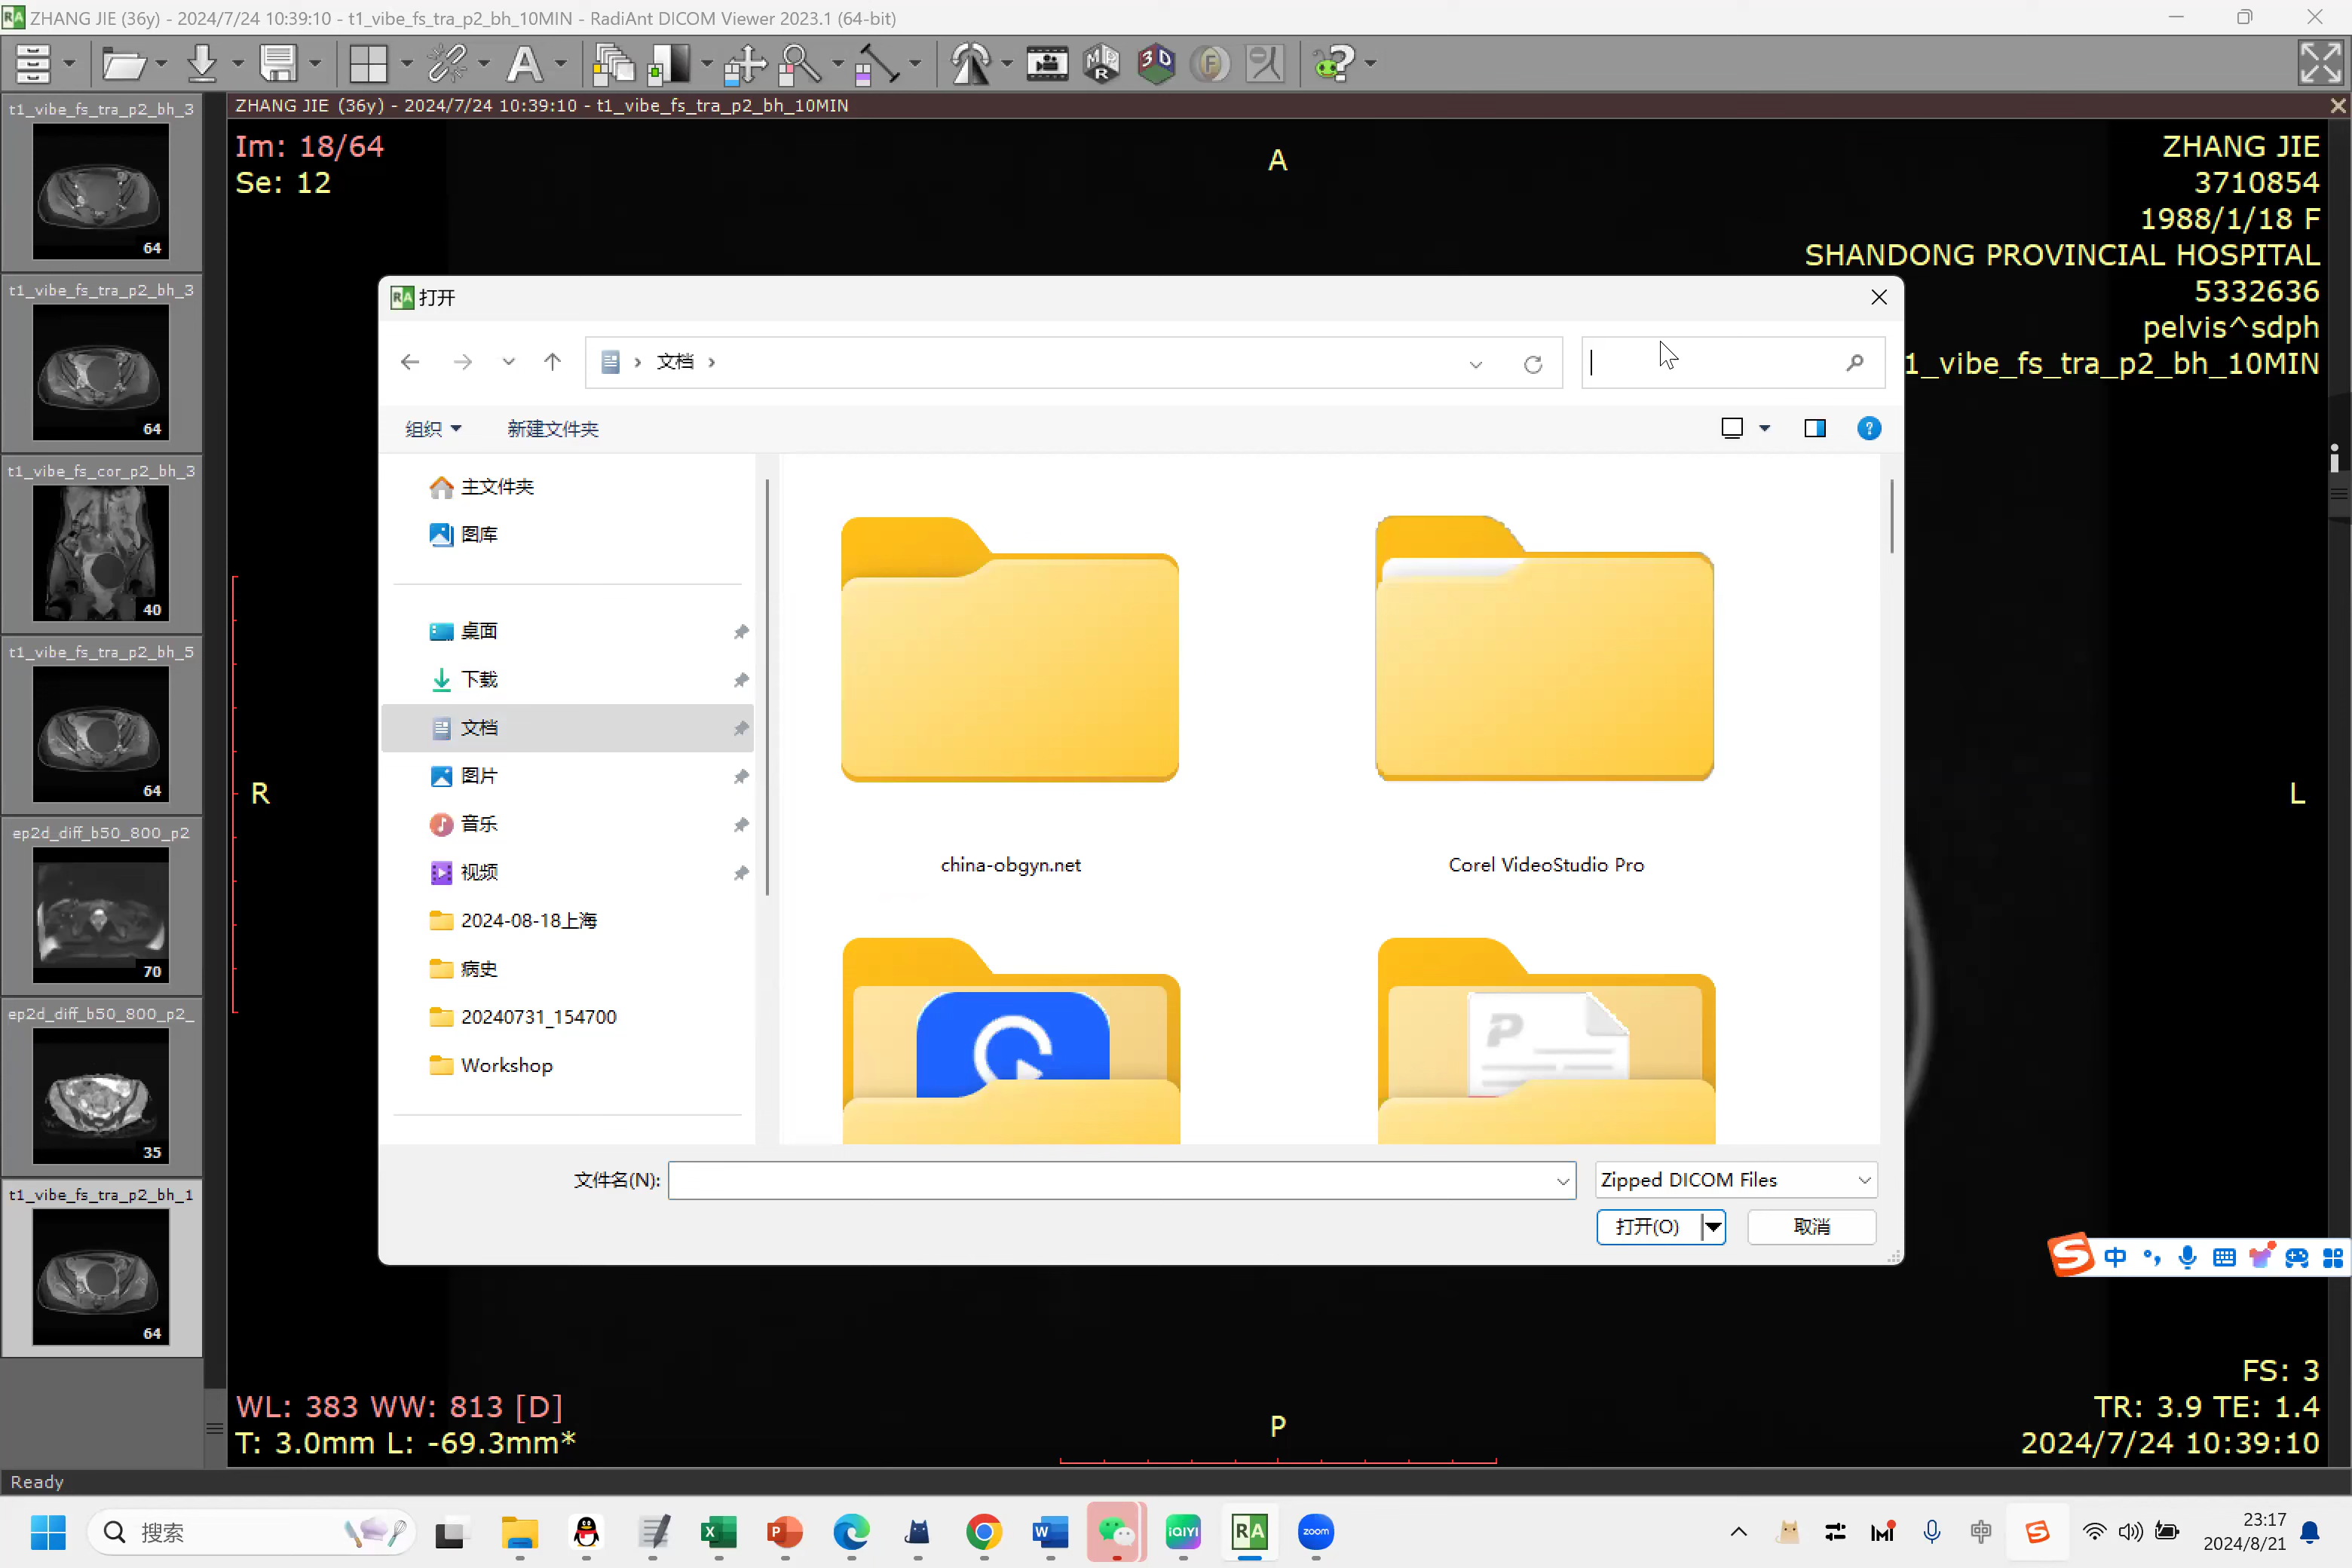 ZHANG JIE (36y) - 2024/7/24 10:39:10 - t1_vibe_fs_tra_p2_bh_10MIN - RadiAnt DICOM Viewer 2023.1 (64-bit)
t1_vibe_fs_tra_p2_bh_3
64
t1_vibe_fs_tra_p2_bh_3
64
t1_vibe_fs_cor_p2_bh_3
40
t1_vibe_fs_tra_p2_bh_5
64
ep2d_diff_b50_800_p2
70
ep2d_diff_b50_800_p2_
35
t1_vibe_fs_tra_p2_bh_1
64
ZHANG JIE (36y) - 2024/7/24 10:39:10 - t1_vibe_fs_tra_p2_bh_10MIN
Im: 18/64
Se: 12
A
ZHANG JIE
3710854
1988/1/18 F
SHANDONG PROVINCIAL HOSPITAL
5332636
pelvis^sdph
1_vibe_fs_tra_p2_bh_10MIN
R
L
打开
文档
组织
新建文件夹
主文件夹
图库
桌面
下载
文档
图片
音乐
视频
2024-08-18上海
病史
20240731_154700
Workshop
china-obgyn.net
Corel VideoStudio Pro
文件名(N):
Zipped DICOM Files
打开(O)
取消
中
WL: 383 WW: 813 [D]
T: 3.0mm L: -69.3mm*
P
FS: 3
TR: 3.9 TE: 1.4
2024/7/24 10:39:10
Ready
搜索
iQIYI
RA
zoom
中
23:17
2024/8/21